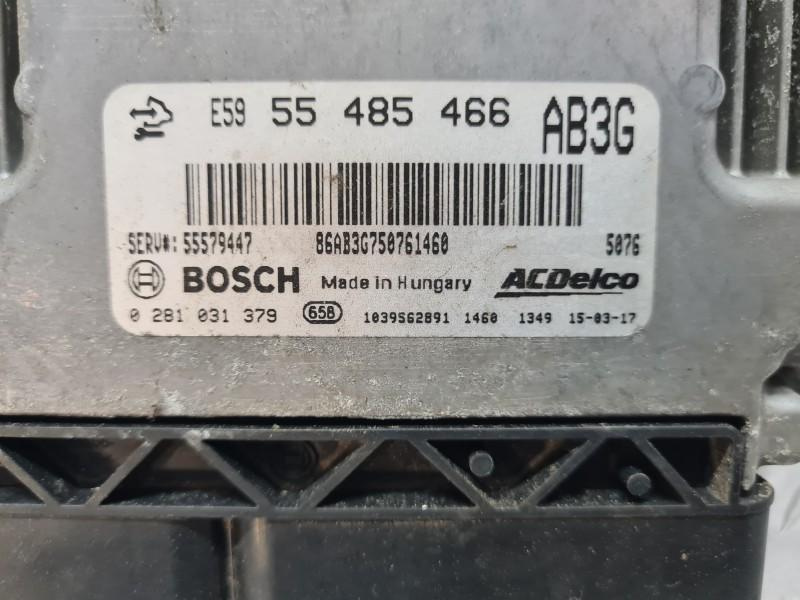 E59 55 485 466 AB3G
SERV#: 55579447 86AB3G750761460 5076
BOSCH Made in Hungary ACDelco
0 281 031 379 658 1039S62891 1460 1349 15-03-17